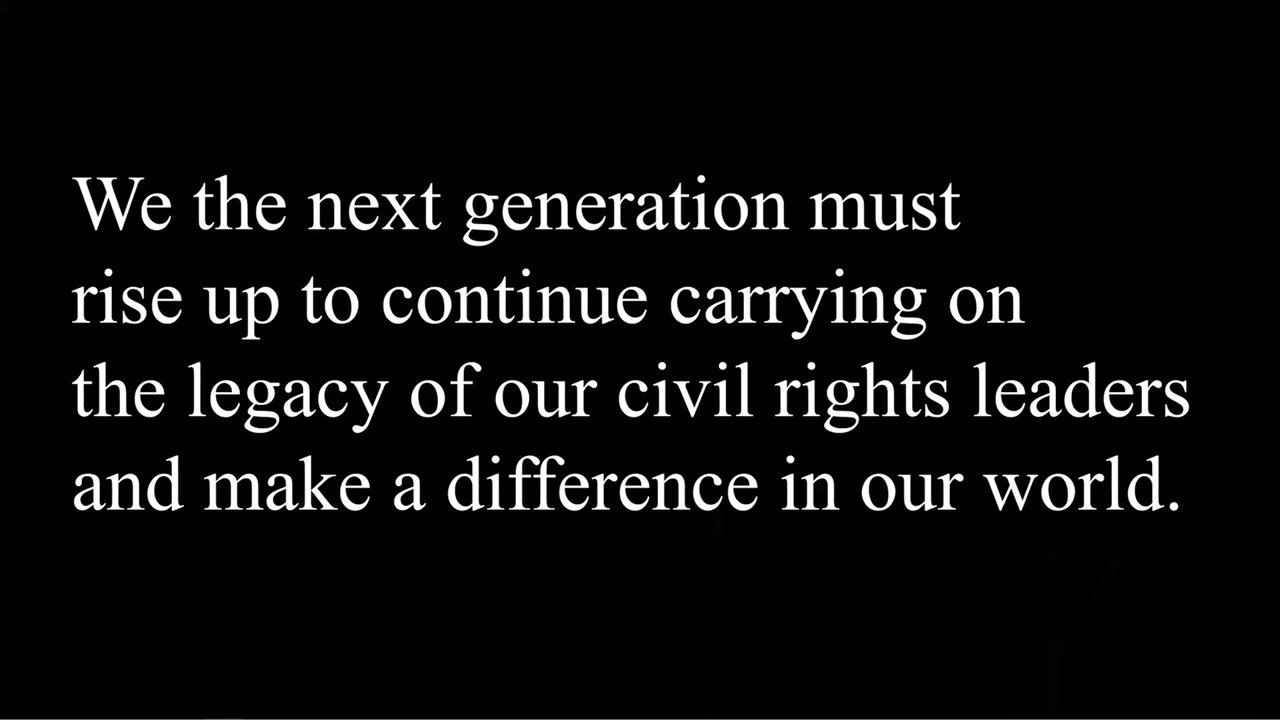 We the next generation must
rise up to continue carrying on
the legacy of our civil rights leaders
and make a difference in our world.